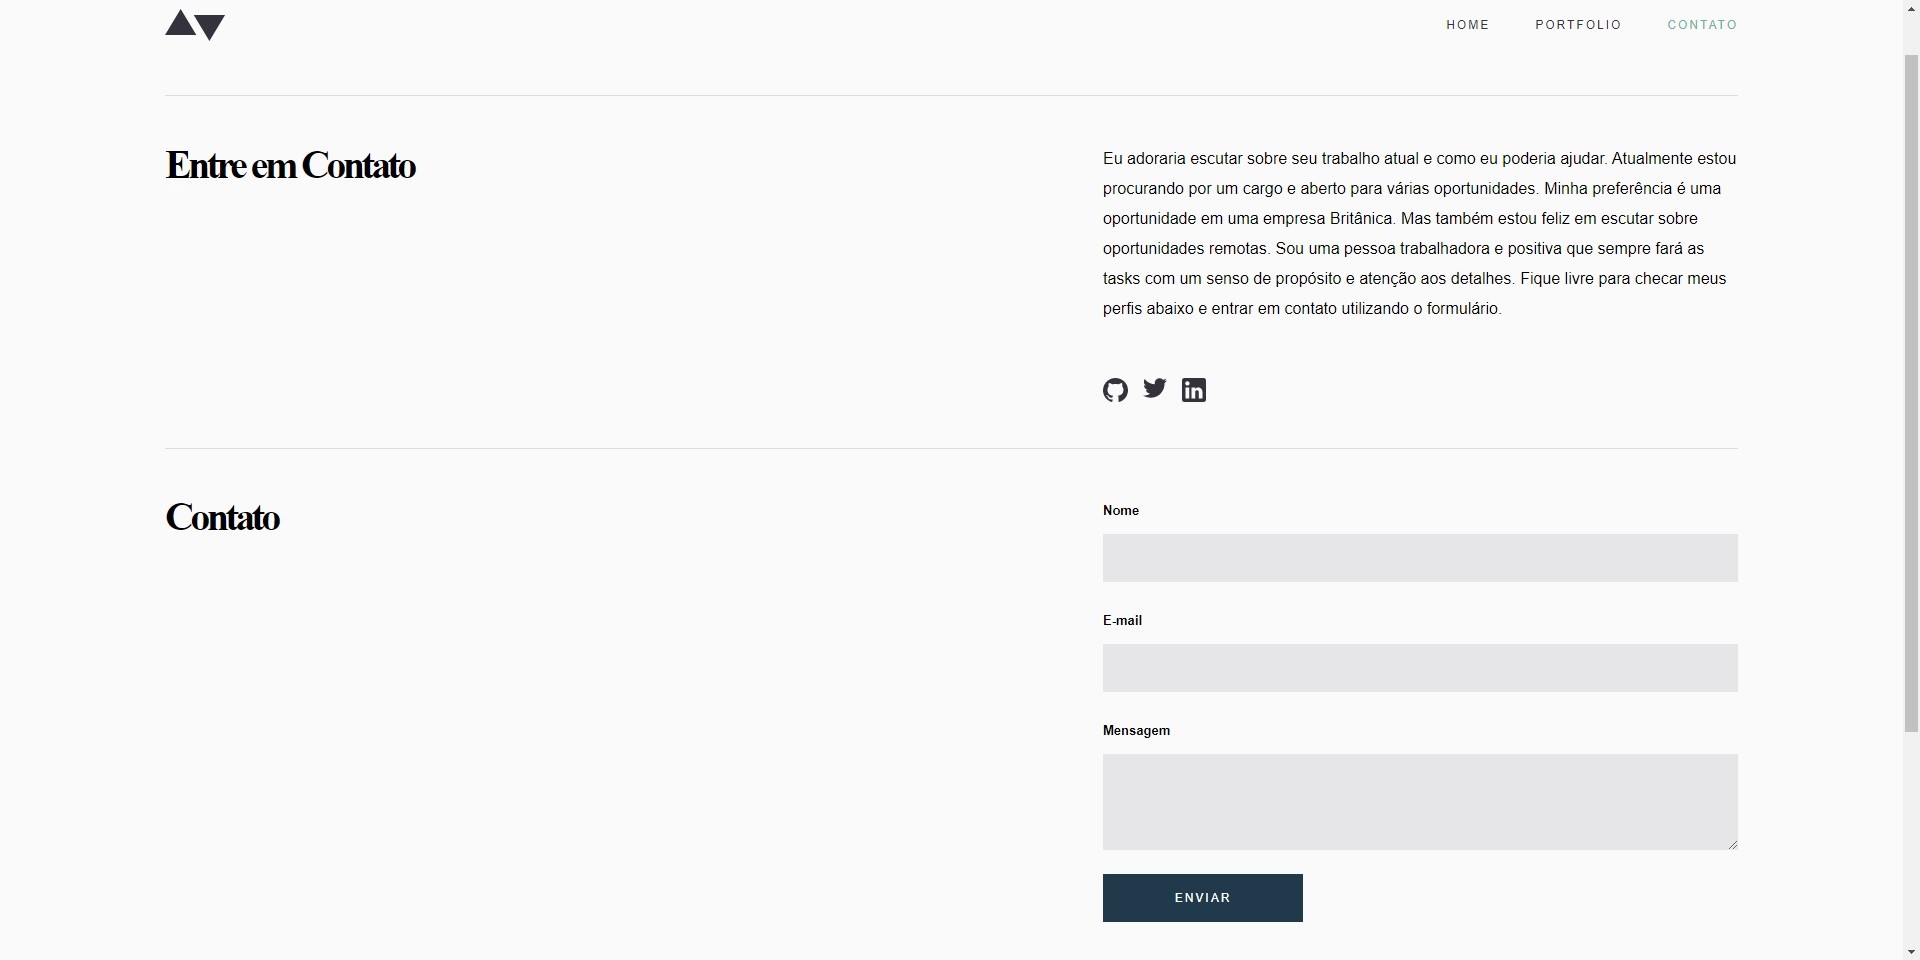 HOME PORTFOLIO CONTATO
Entre em Contato
Eu adoraria escutar sobre seu trabalho atual e como eu poderia ajudar. Atualmente estou
procurando por um cargo e aberto para várias oportunidades. Minha preferência é uma
oportunidade em uma empresa Britânica. Mas também estou feliz em escutar sobre
oportunidades remotas. Sou uma pessoa trabalhadora e positiva que sempre fará as
tasks com um senso de propósito e atenção aos detalhes. Fique livre para checar meus
perfis abaixo e entrar em contato utilizando o formulário.
in
Contato
Nome
E-mail
Mensagem
ENVIAR